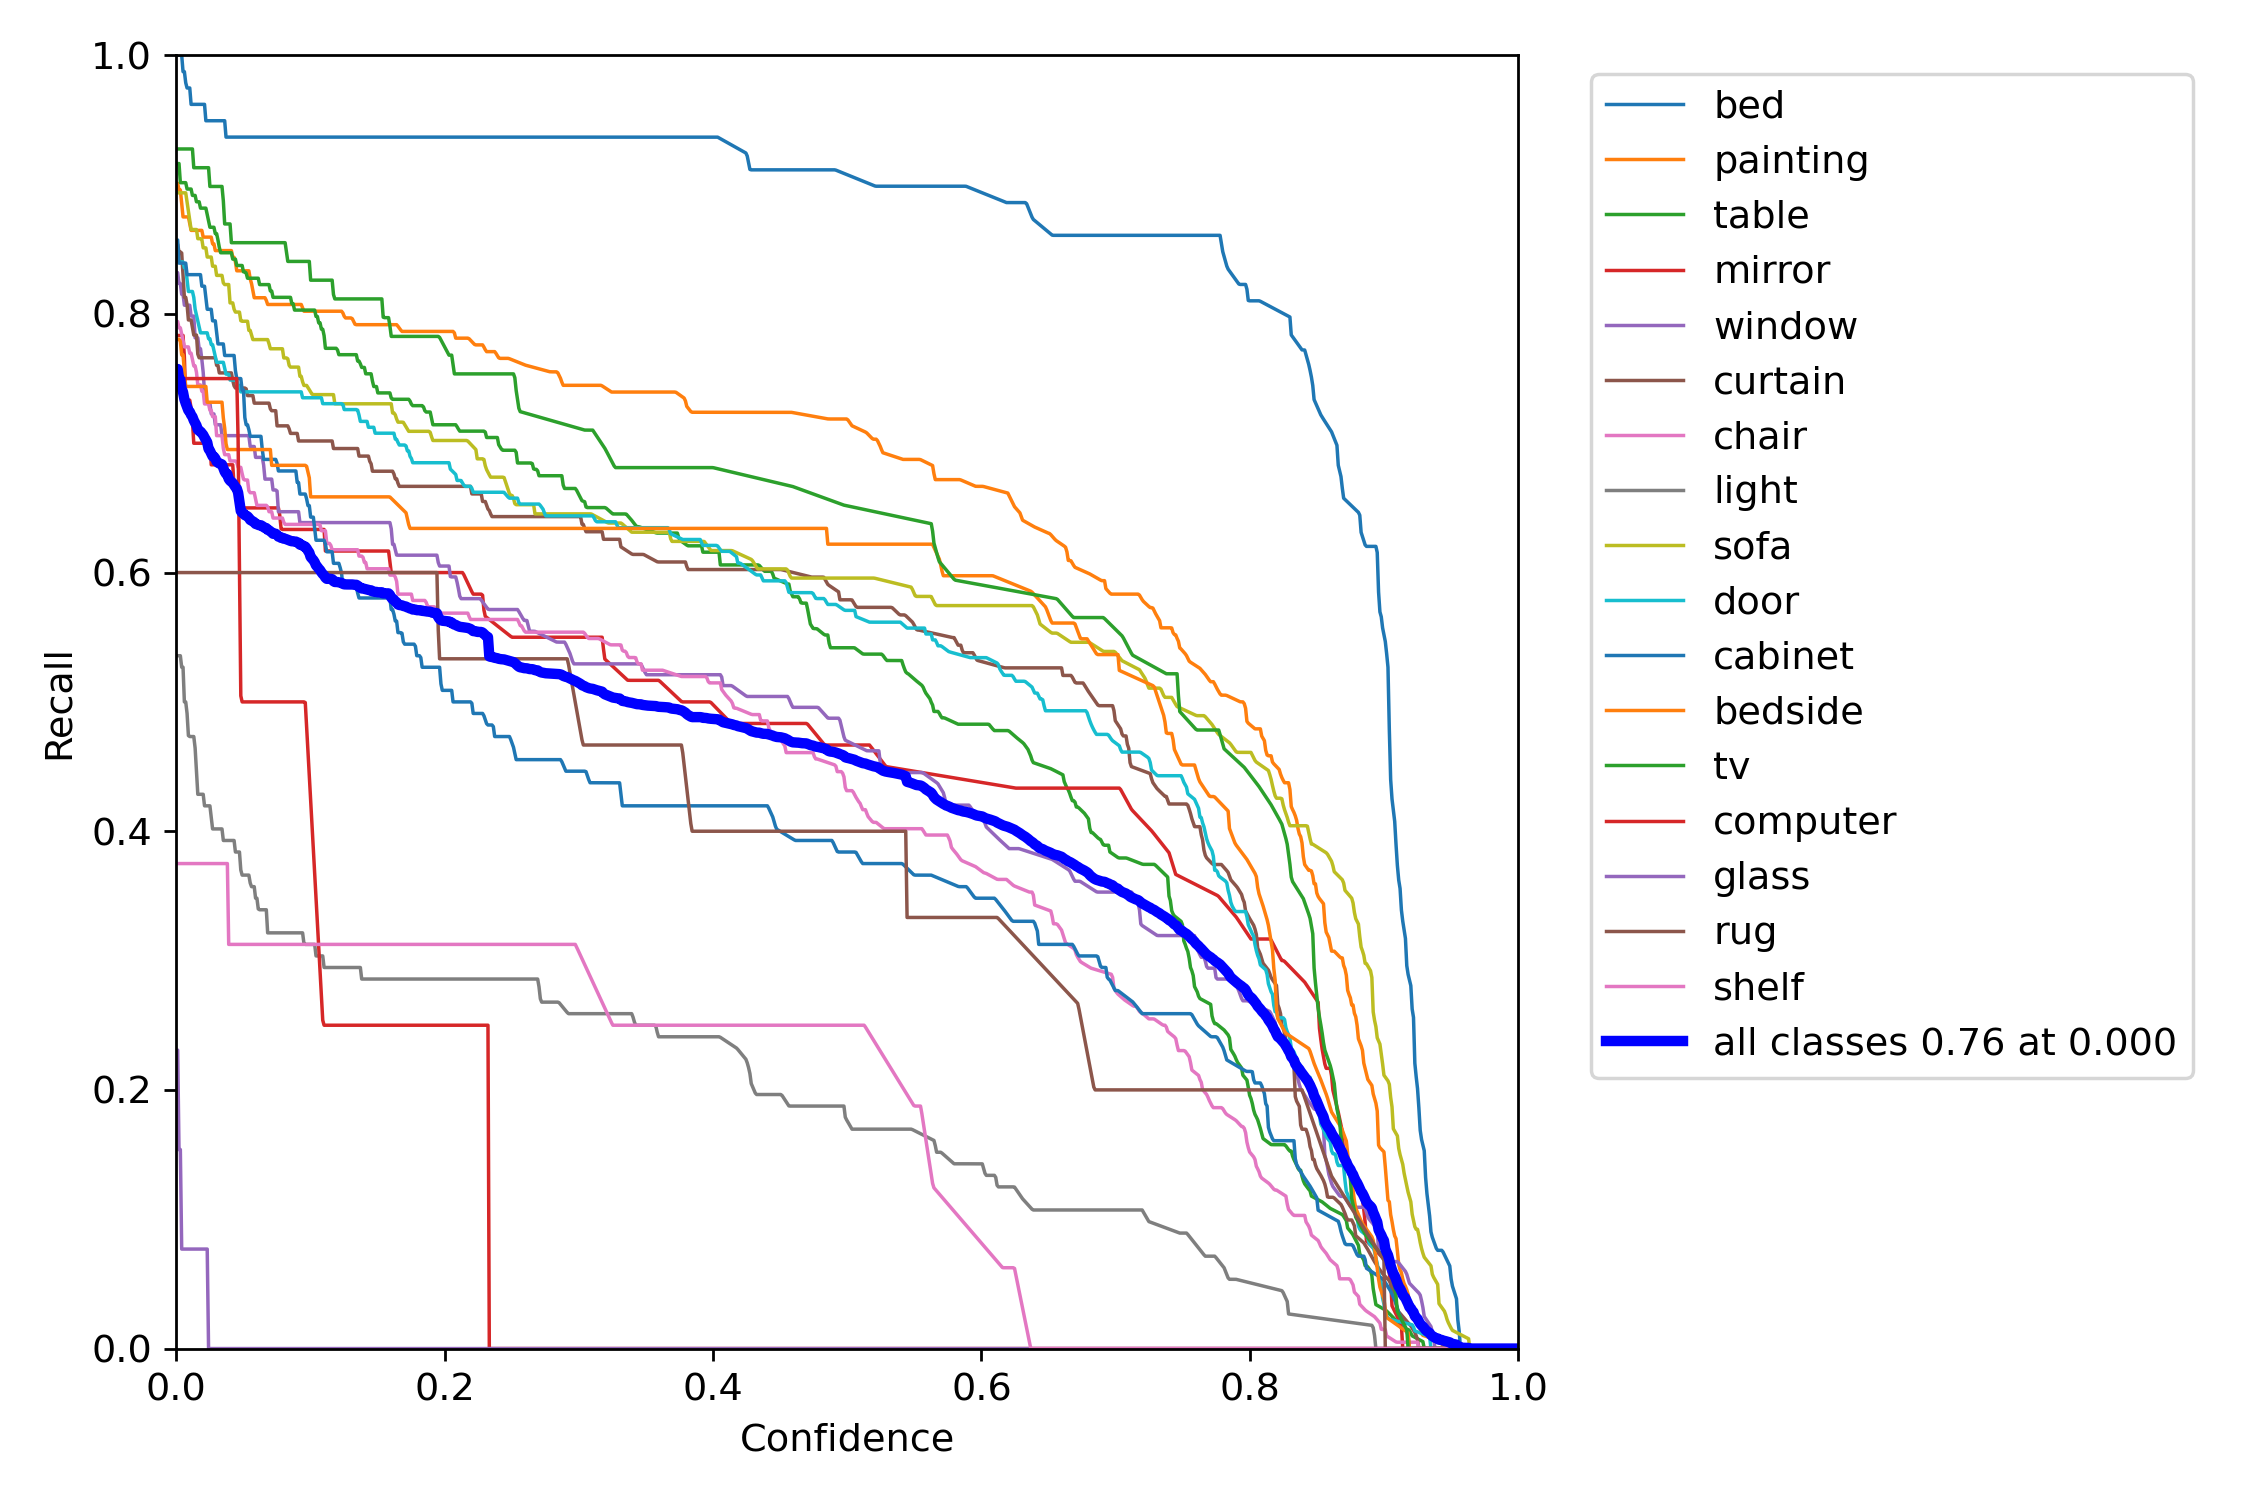 1.0
0.8
0.6
0.4
0.2
0.0
Recall
0.0 0.2 0.4 0.6 0.8 1.0
Confidence
bed
painting
table
mirror
window
curtain
chair
light
sofa
door
cabinet
bedside
tv
computer
glass
rug
shelf
all classes 0.76 at 0.000